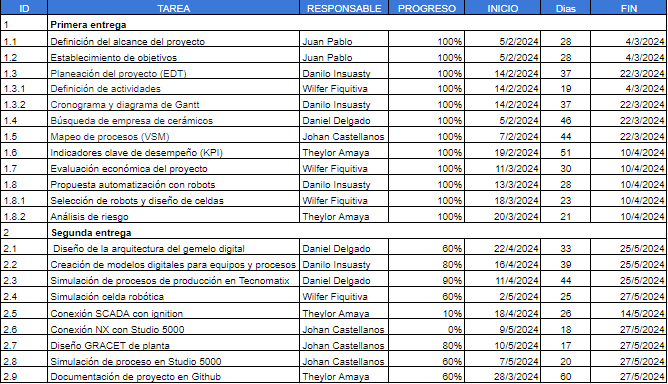 ID TAREA RESPONSABLE PROGRESO INICIO Dias FIN
1 Primera entrega
1.1 Definición del alcance del proyecto Juan Pablo 100% 5/2/2024 28 4/3/2024
1.2 Establecimiento de objetivos Juan Pablo 100% 5/2/2024 28 4/3/2024
1.3 Planeación del proyecto (EDT) Danilo Insuasty 100% 14/2/2024 37 22/3/2024
1.3.1 Definición de actividades Wilfer Fiquitiva 100% 14/2/2024 19 4/3/2024
1.3.2 Cronograma y diagrama de Gantt Danilo Insuasty 100% 14/2/2024 37 22/3/2024
1.4 Búsqueda de empresa de cerámicos Daniel Delgado 100% 5/2/2024 46 22/3/2024
1.5 Mapeo de procesos (VSM) Johan Castellanos 100% 7/2/2024 44 22/3/2024
1.6 Indicadores clave de desempeño (KPI) Theylor Amaya 100% 19/2/2024 51 10/4/2024
1.7 Evaluación económica del proyecto Wilfer Fiquitiva 100% 11/3/2024 30 10/4/2024
1.8 Propuesta automatización con robots Danilo Insuasty 100% 13/3/2024 28 10/4/2024
1.8.1 Selección de robots y diseño de celdas Wilfer Fiquitiva 100% 18/3/2024 23 10/4/2024
1.8.2 Análisis de riesgo Theylor Amaya 100% 20/3/2024 21 10/4/2024
2 Segunda entrega
2.1 Diseño de la arquitectura del gemelo digital Daniel Delgado 60% 22/4/2024 33 25/5/2024
2.2 Creación de modelos digitales para equipos y procesos Danilo Insuasty 80% 16/4/2024 39 25/5/2024
2.3 Simulación de procesos de producción en Tecnomatix Daniel Delgado 90% 11/4/2024 44 25/5/2024
2.4 Simulación celda robótica Wilfer Fiquitiva 60% 2/5/2024 25 27/5/2024
2.5 Conexión SCADA con ignition Theylor Amaya 10% 18/4/2024 26 14/5/2024
2.6 Conexión NX con Studio 5000 Johan Castellanos 0% 9/5/2024 18 27/5/2024
2.7 Diseño GRACET de planta Johan Castellanos 80% 10/5/2024 17 27/5/2024
2.8 Simulación de proceso en Studio 5000 Johan Castellanos 60% 7/5/2024 20 27/5/2024
2.9 Documentación de proyecto en Github Theylor Amaya 60% 28/3/2024 60 27/5/2024